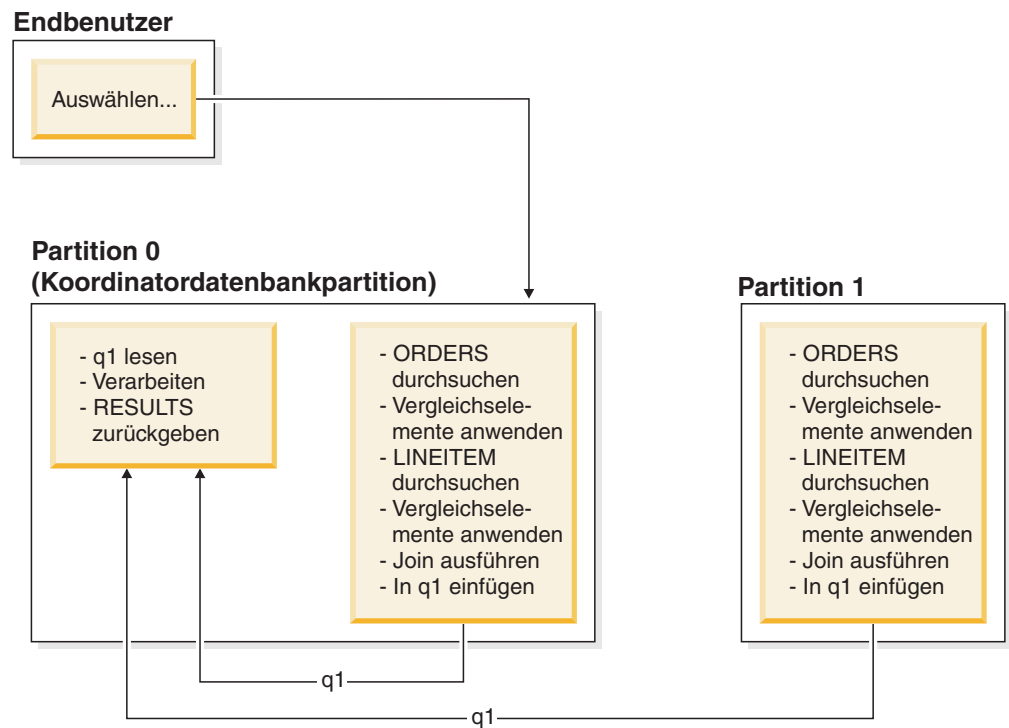 Endbenutzer
Auswählen...
Partition 0
(Koordinatordatenbankpartition)
- q1 lesen
- Verarbeiten
- RESULTS
zurückgeben
- ORDERS
durchsuchen
- Vergleichsele-
mente anwenden
- LINEITEM
durchsuchen
- Vergleichsele-
mente anwenden
- Join ausführen
- In q1 einfügen
Partition 1
- ORDERS
durchsuchen
- Vergleichsele-
mente anwenden
- LINEITEM
durchsuchen
- Vergleichsele-
mente anwenden
- Join ausführen
- In q1 einfügen
q1
q1